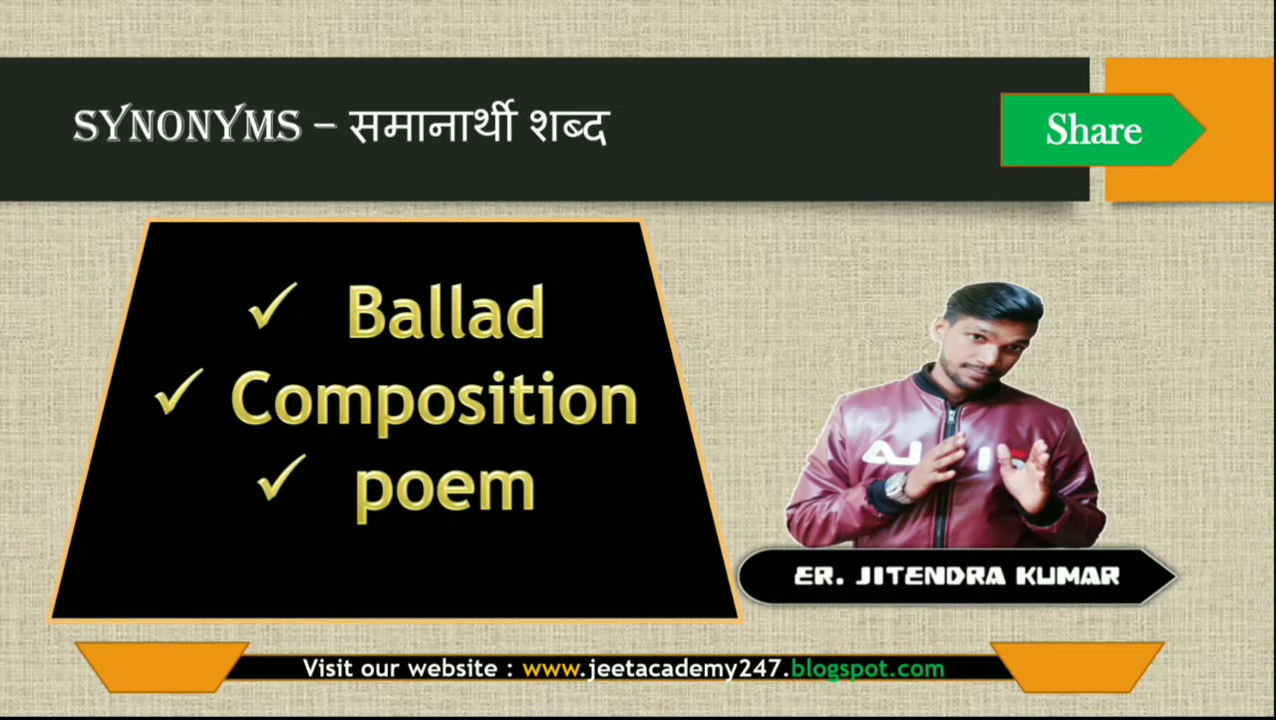 SYNONYMS – समानार्थी शब्द
Share
✓ Ballad
✓ Composition
✓ poem
ER. JITENDRA KUMAR
Visit our website : www.jeetacademy247.blogspot.com